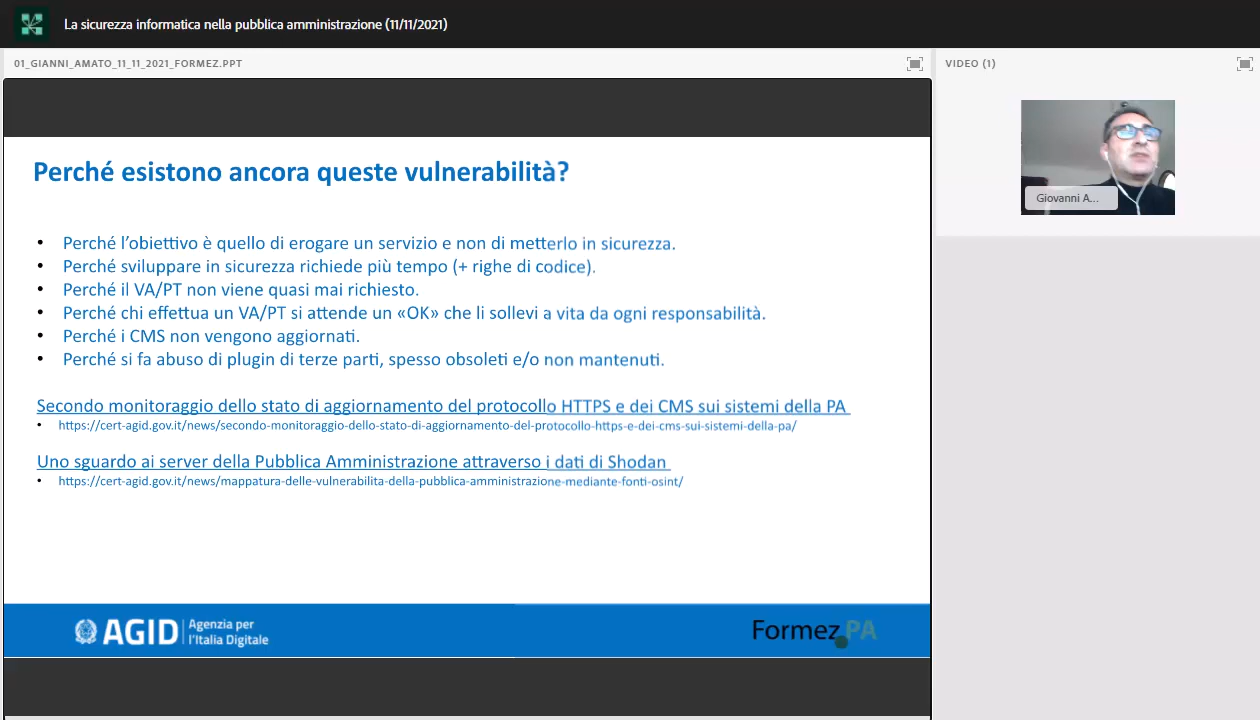 La sicurezza informatica nella pubblica amministrazione (11/11/2021)
01_GIANNI_AMATO_11_11_2021_FORMEZ.PPT
VIDEO (1)
Giovanni A...
Perché esistono ancora queste vulnerabilità?
• Perché l'obiettivo è quello di erogare un servizio e non di metterlo in sicurezza.
• Perché sviluppare in sicurezza richiede più tempo (+ righe di codice).
• Perché il VA/PT non viene quasi mai richiesto.
• Perché chi effettua un VA/PT si attende un «OK» che li sollevi a vita da ogni responsabilità.
• Perché i CMS non vengono aggiornati.
• Perché si fa abuso di plugin di terze parti, spesso obsoleti e/o non mantenuti.
Secondo monitoraggio dello stato di aggiornamento del protocollo HTTPS e dei CMS sui sistemi della PA
• https://cert-agid.gov.it/news/secondo-monitoraggio-dello-stato-di-aggiornamento-del-protocollo-https-e-dei-cms-sui-sistemi-della-pa/
Uno sguardo ai server della Pubblica Amministrazione attraverso i dati di Shodan
• https://cert-agid.gov.it/news/mappatura-delle-vulnerabilita-della-pubblica-amministrazione-mediante-fonti-osint/
AGID Agenzia per
l'Italia Digitale
Formez PA